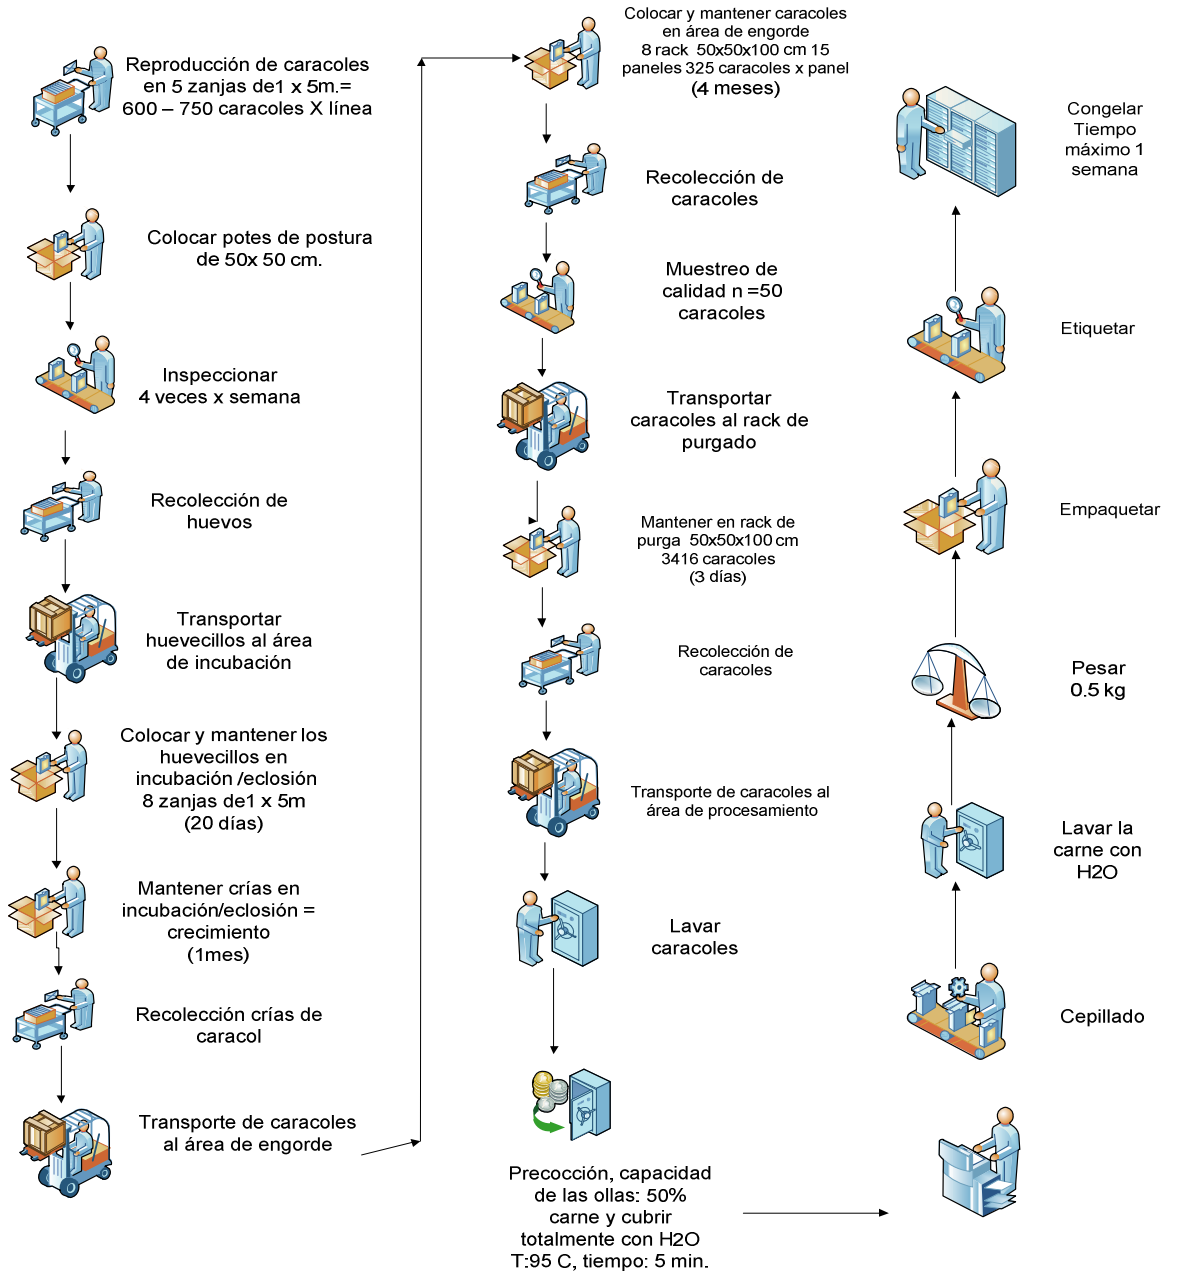 Reproducción de caracoles
en 5 zanjas de1 x 5m.=
600 – 750 caracoles X línea
Colocar potes de postura
de 50x 50 cm.
Inspeccionar
4 veces x semana
Recolección de
huevos
Transportar
huevecillos al área
de incubación
Colocar y mantener los
huevecillos en
incubación /eclosión
8 zanjas de1 x 5m
(20 días)
Mantener crías en
incubación/eclosión =
crecimiento
(1mes)
Recolección crías de
caracol
Transporte de caracoles
al área de engorde
Colocar y mantener caracoles
en área de engorde
8 rack 50x50x100 cm 15
paneles 325 caracoles x panel
(4 meses)
Recolección de
caracoles
Muestreo de
calidad n =50
caracoles
Transportar
caracoles al rack de
purgado
Mantener en rack de
purga 50x50x100 cm
3416 caracoles
(3 días)
Recolección de
caracoles
Transporte de caracoles al
área de procesamiento
Lavar
caracoles
Precocción, capacidad
de las ollas: 50%
carne y cubrir
totalmente con H2O
T:95 C, tiempo: 5 min.
Cepillado
Lavar la
carne con
H2O
Pesar
0.5 kg
Empaquetar
Etiquetar
Congelar
Tiempo
máximo 1
semana